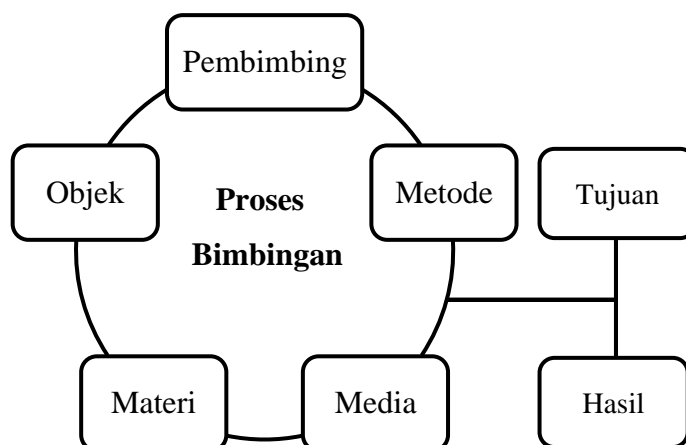 Pembimbing
Objek
Proses
Bimbingan
Metode
Tujuan
Materi
Media
Hasil